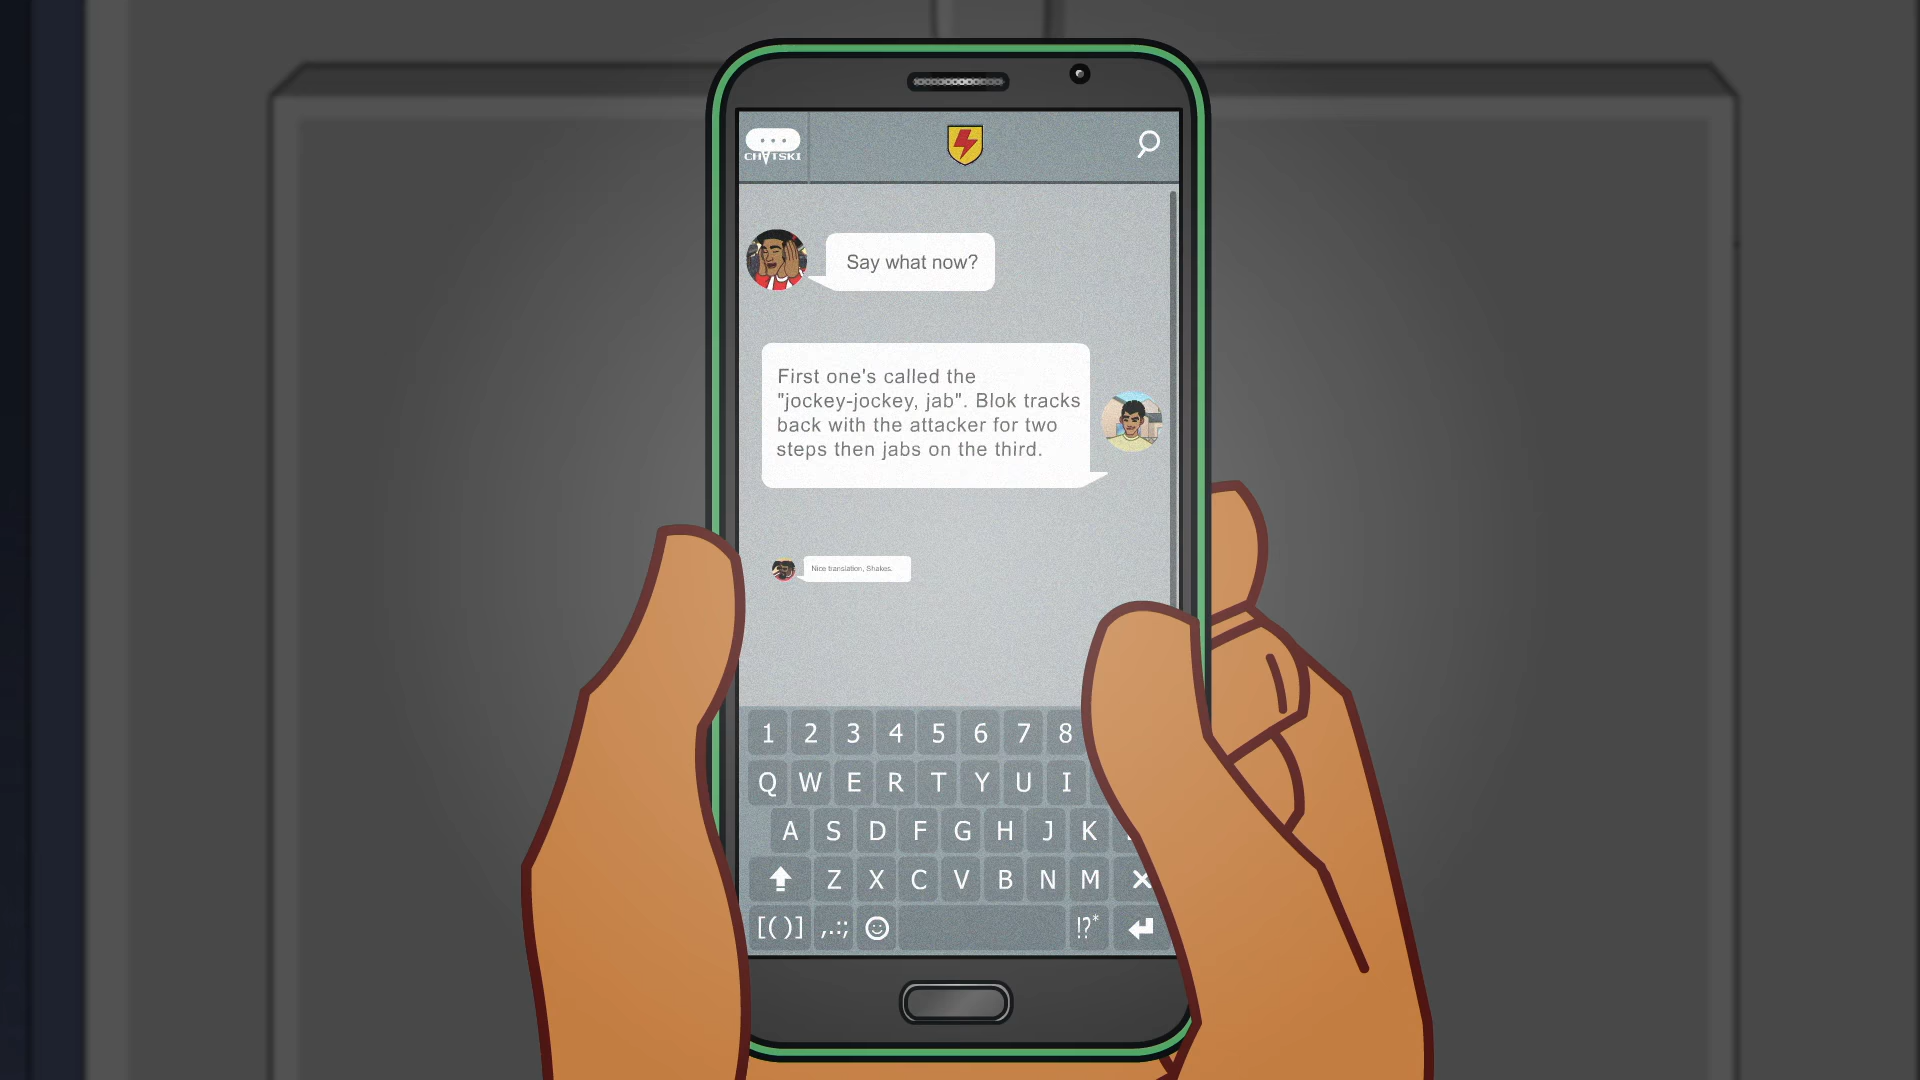 CHATSKI
Say what now?
First one's called the
"jockey-jockey, jab". Blok tracks
back with the attacker for two
steps then jabs on the third.
Nice translation, Shakes.
1 2 3 4 5 6 7 8
Q W E R T Y U I
A S D F G H J K
Z X C V B N M
[()] ,.:; !?*